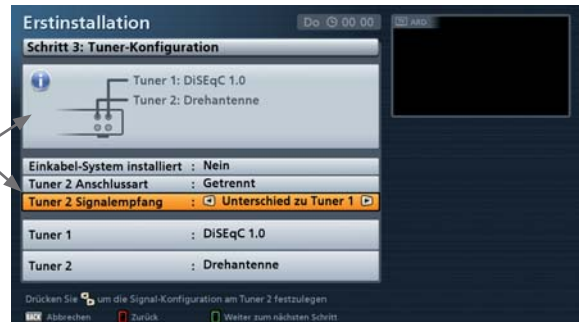 Erstinstallation
Do 00 00
ARD
Schritt 3: Tuner-Konfiguration
Tuner 1: DiSEqC 1.0
Tuner 2: Drehantenne
Einkabel-System installiert : Nein
Tuner 2 Anschlussart : Getrennt
Tuner 2 Signalempfang : Unterschied zu Tuner 1
Tuner 1 : DiSEqC 1.0
Tuner 2 : Drehantenne
Drücken Sie um die Signal-Konfiguration am Tuner 2 festzulegen
BACK Abbrechen Zurück Weiter zum nächsten Schritt